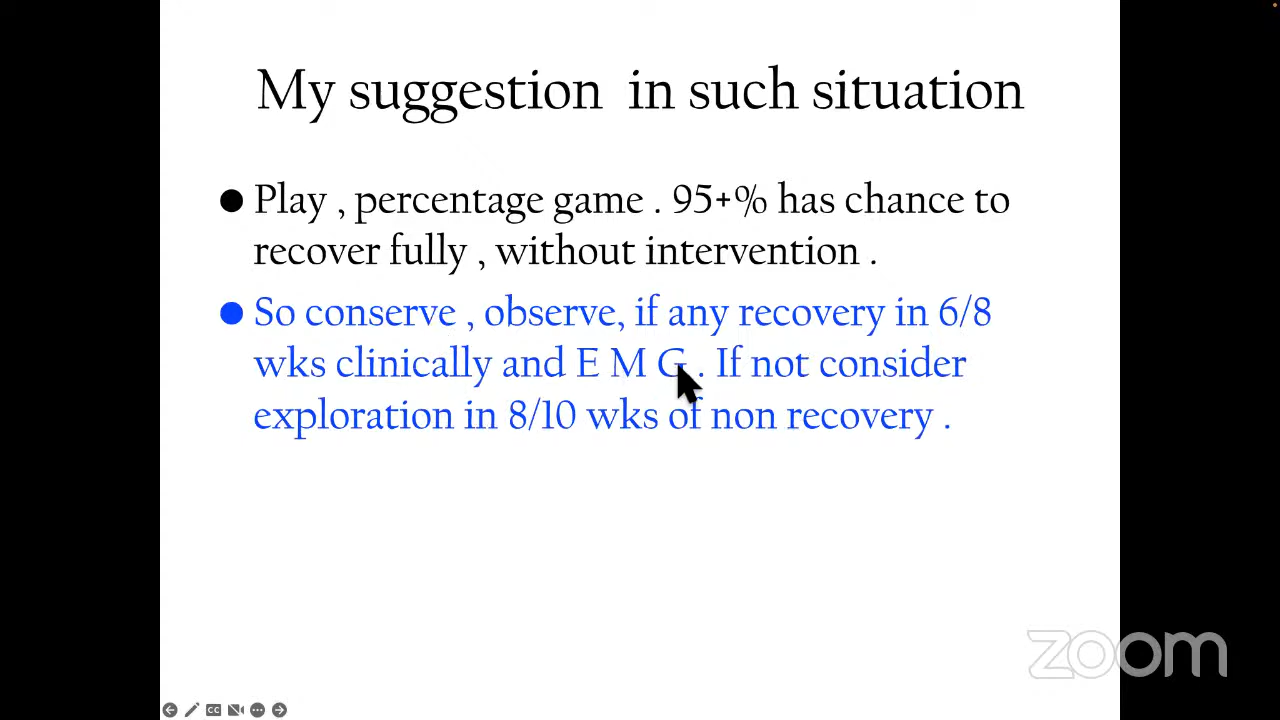 My suggestion in such situation
Play , percentage game . 95+% has chance to
recover fully , without intervention .
So conserve , observe, if any recovery in 6/8
wks clinically and E M G . If not consider
exploration in 8/10 wks of non recovery .
zoom
CC